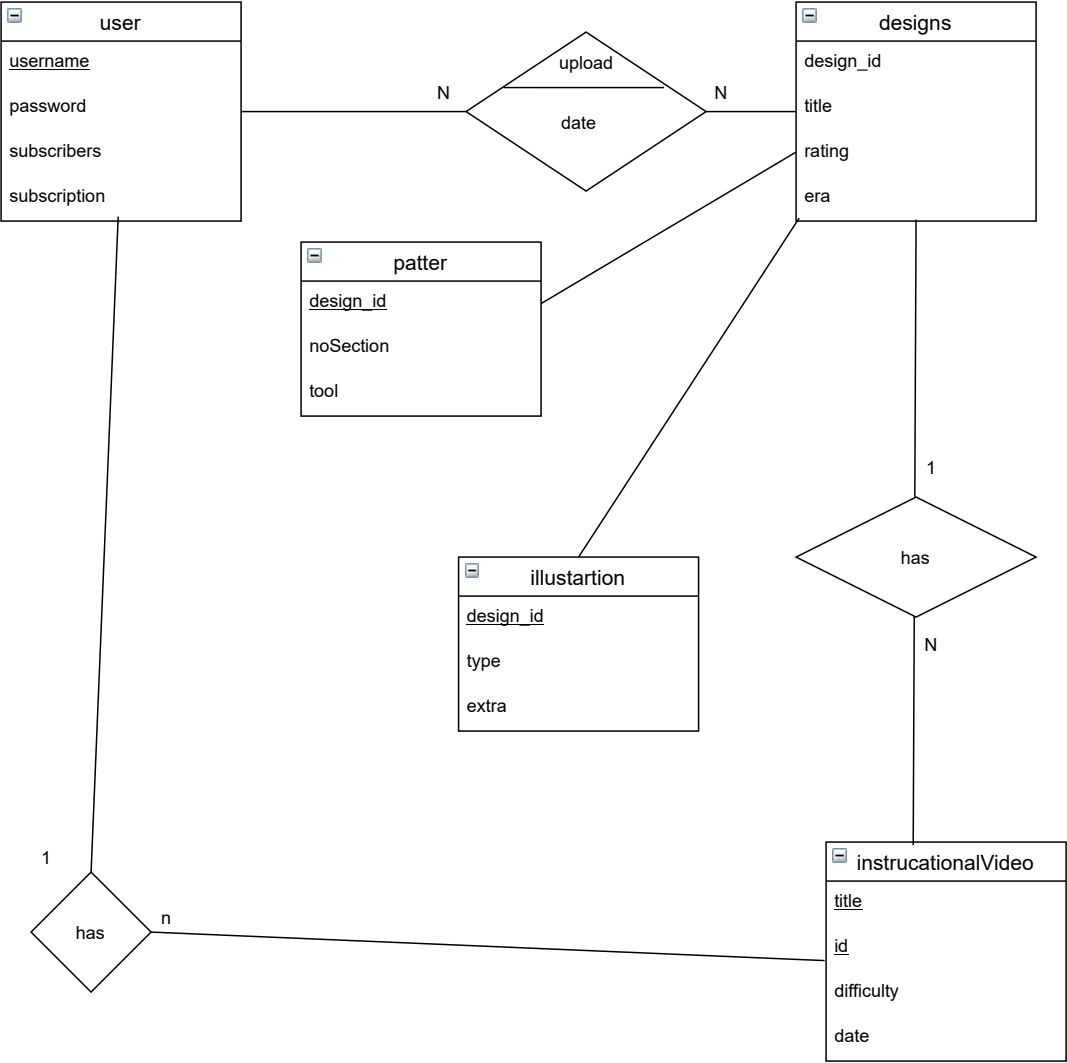 user
username
password
subscribers
subscription
N
upload
date
N
designs
design_id
title
rating
era
patter
design_id
noSection
tool
illustartion
design_id
type
extra
1
has
N
1
has
n
instrucationalVideo
title
id
difficulty
date